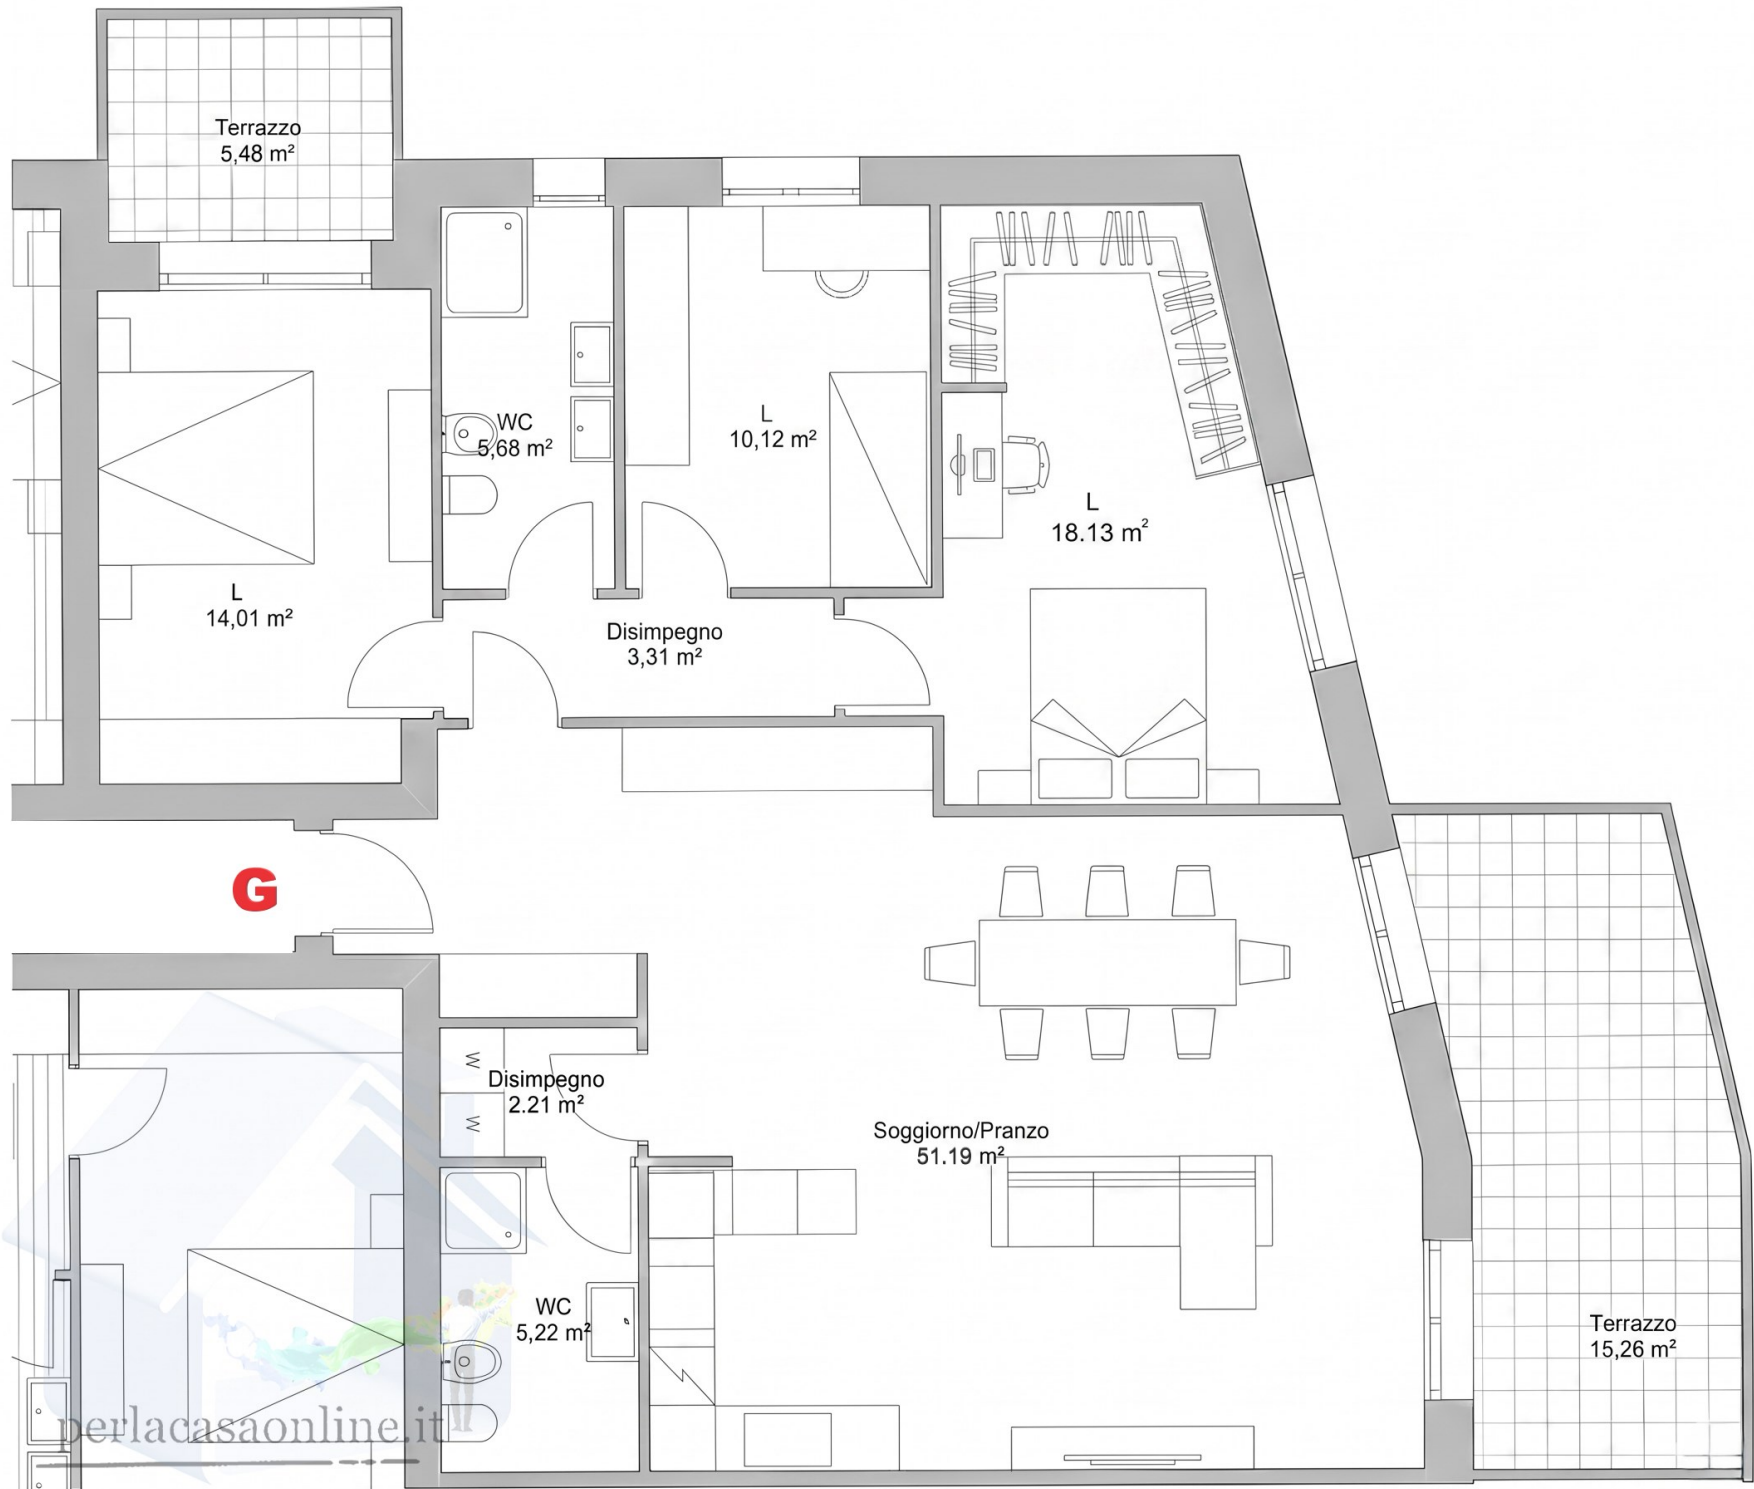 Terrazzo
5,48 m²
WC
5,68 m²
L
10,12 m²
L
18.13 m²
L
14,01 m²
Disimpegno
3,31 m²
G
W
Disimpegno
2.21 m²
W
Soggiorno/Pranzo
51.19 m²
WC
5,22 m²
Terrazzo
15,26 m²
perlacasaonline.it